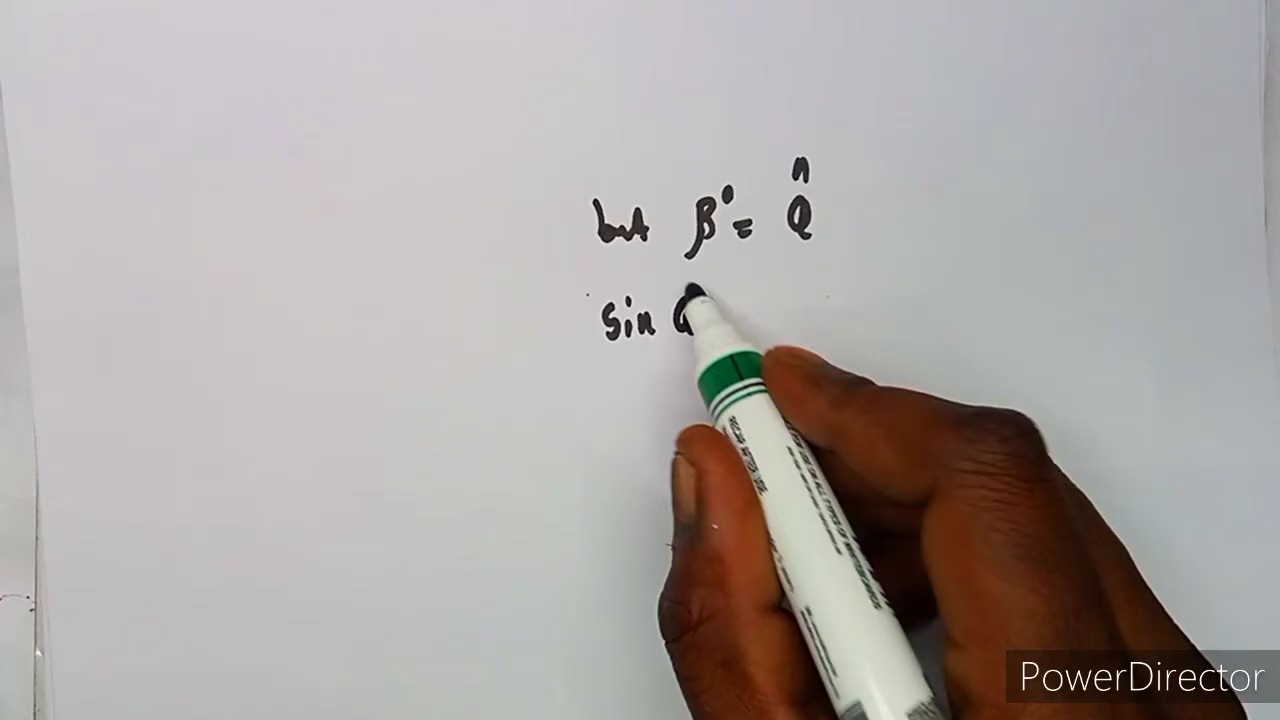 but β° = Q̂
sin Q
PowerDirector